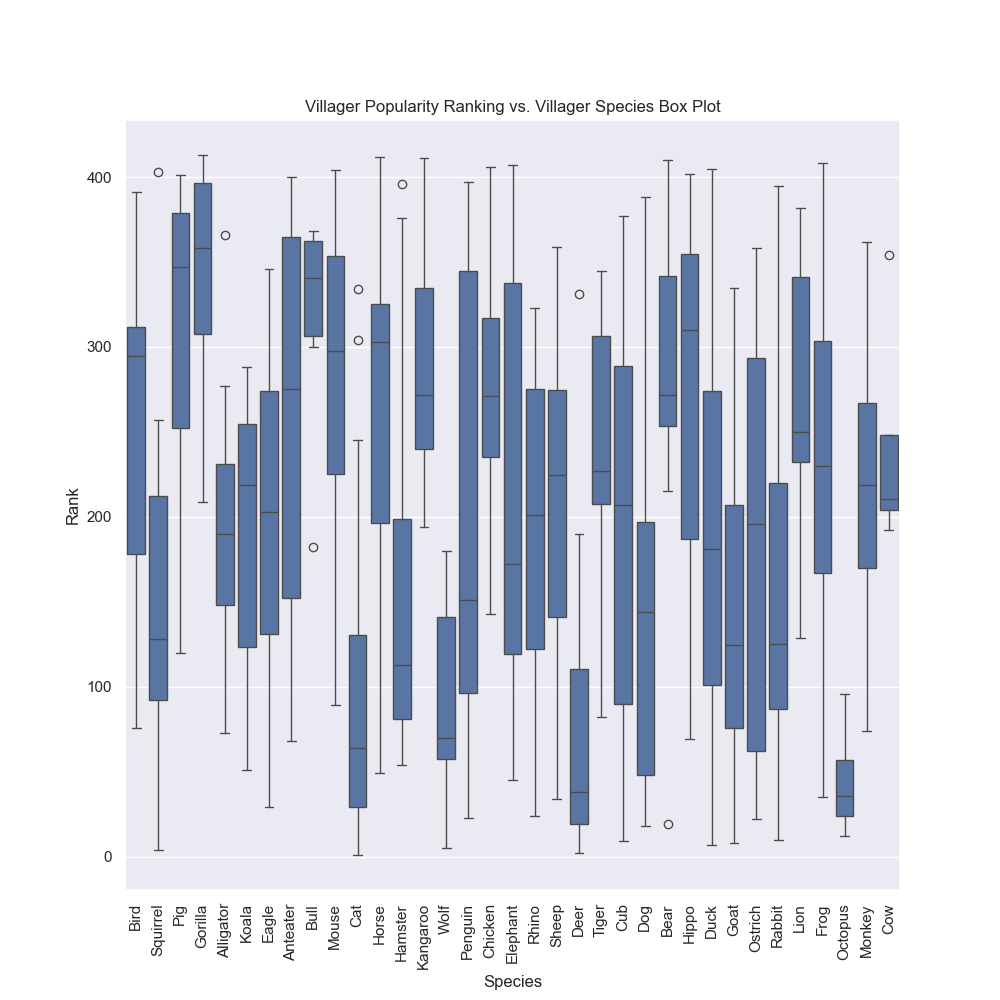 Villager Popularity Ranking vs. Villager Species Box Plot
400
300
200
100
0
Rank
Bird
Squirrel
Pig
Gorilla
Alligator
Koala
Eagle
Anteater
Bull
Mouse
Cat
Horse
Hamster
Kangaroo
Wolf
Penguin
Chicken
Elephant
Rhino
Sheep
Deer
Tiger
Cub
Dog
Bear
Hippo
Duck
Goat
Ostrich
Rabbit
Lion
Frog
Octopus
Monkey
Cow
Species